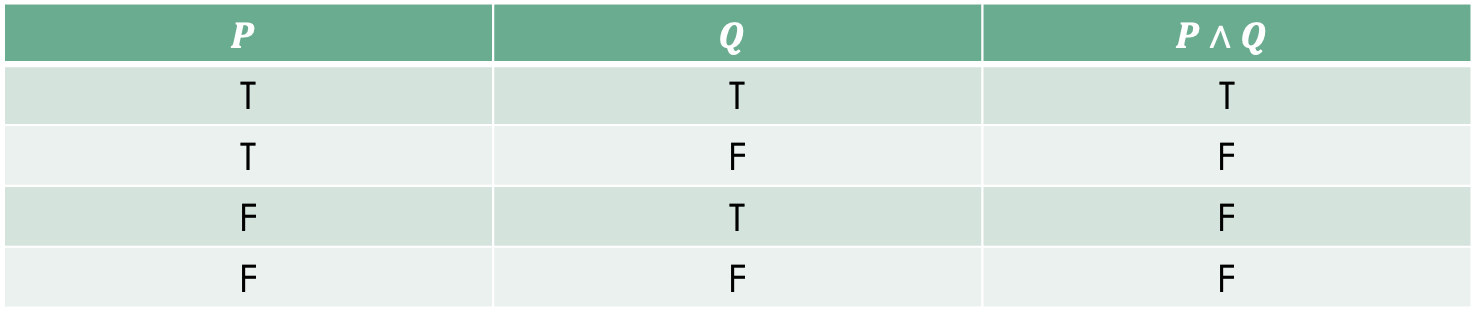 P Q P ∧ Q
T T T
T F F
F T F
F F F